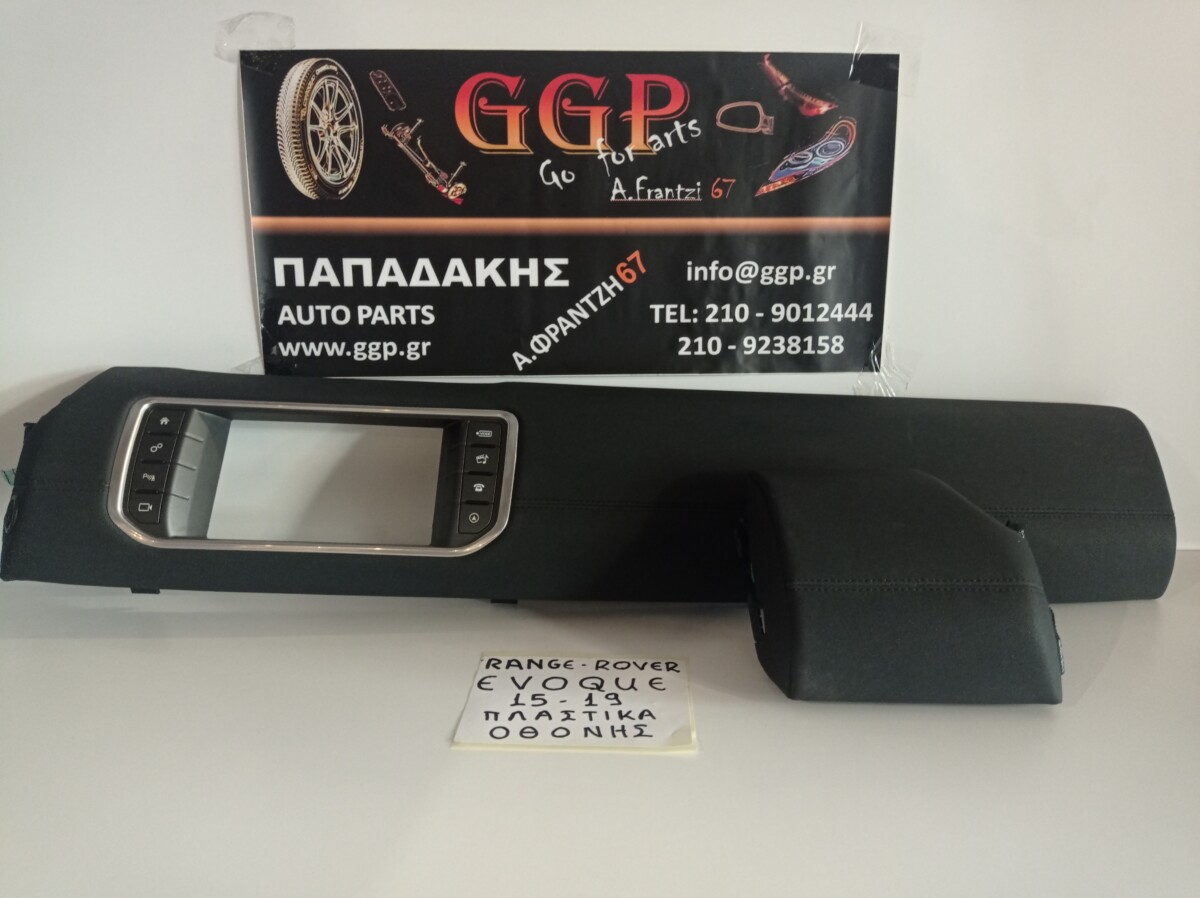 GGP
Go for arts
A.Frantzi 67
ΠΑΠΑΔΑΚΗΣ
AUTO PARTS
www.ggp.gr
Α.ΦΡΑΝΤΖΗ 67
info@ggp.gr
TEL: 210 - 9012444
210 - 9238158
RANGE-ROVER
EVOQUE
15-19
ΠΛΑΣΤΙΚΑ
ΟΘΟΝΗΣ